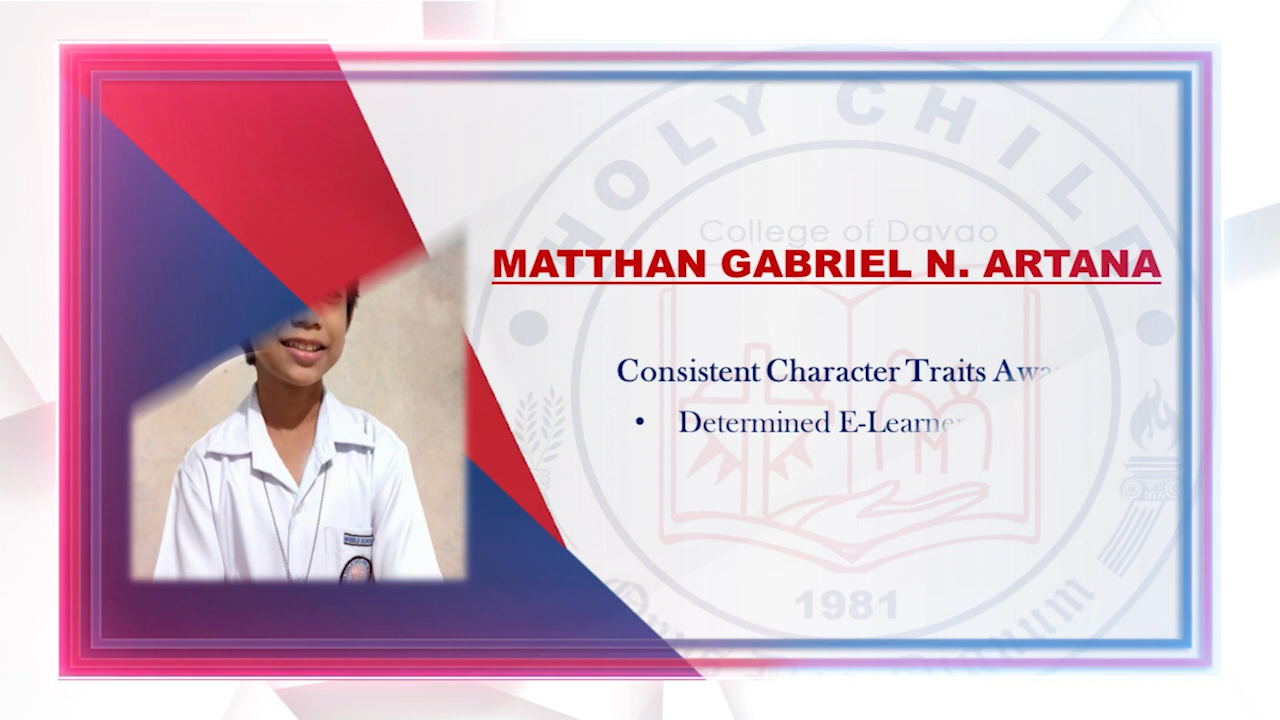 HOLY CHILD
College of Davao
MATTHAN GABRIEL N. ARTANA
Consistent Character Traits
• Determined
1981